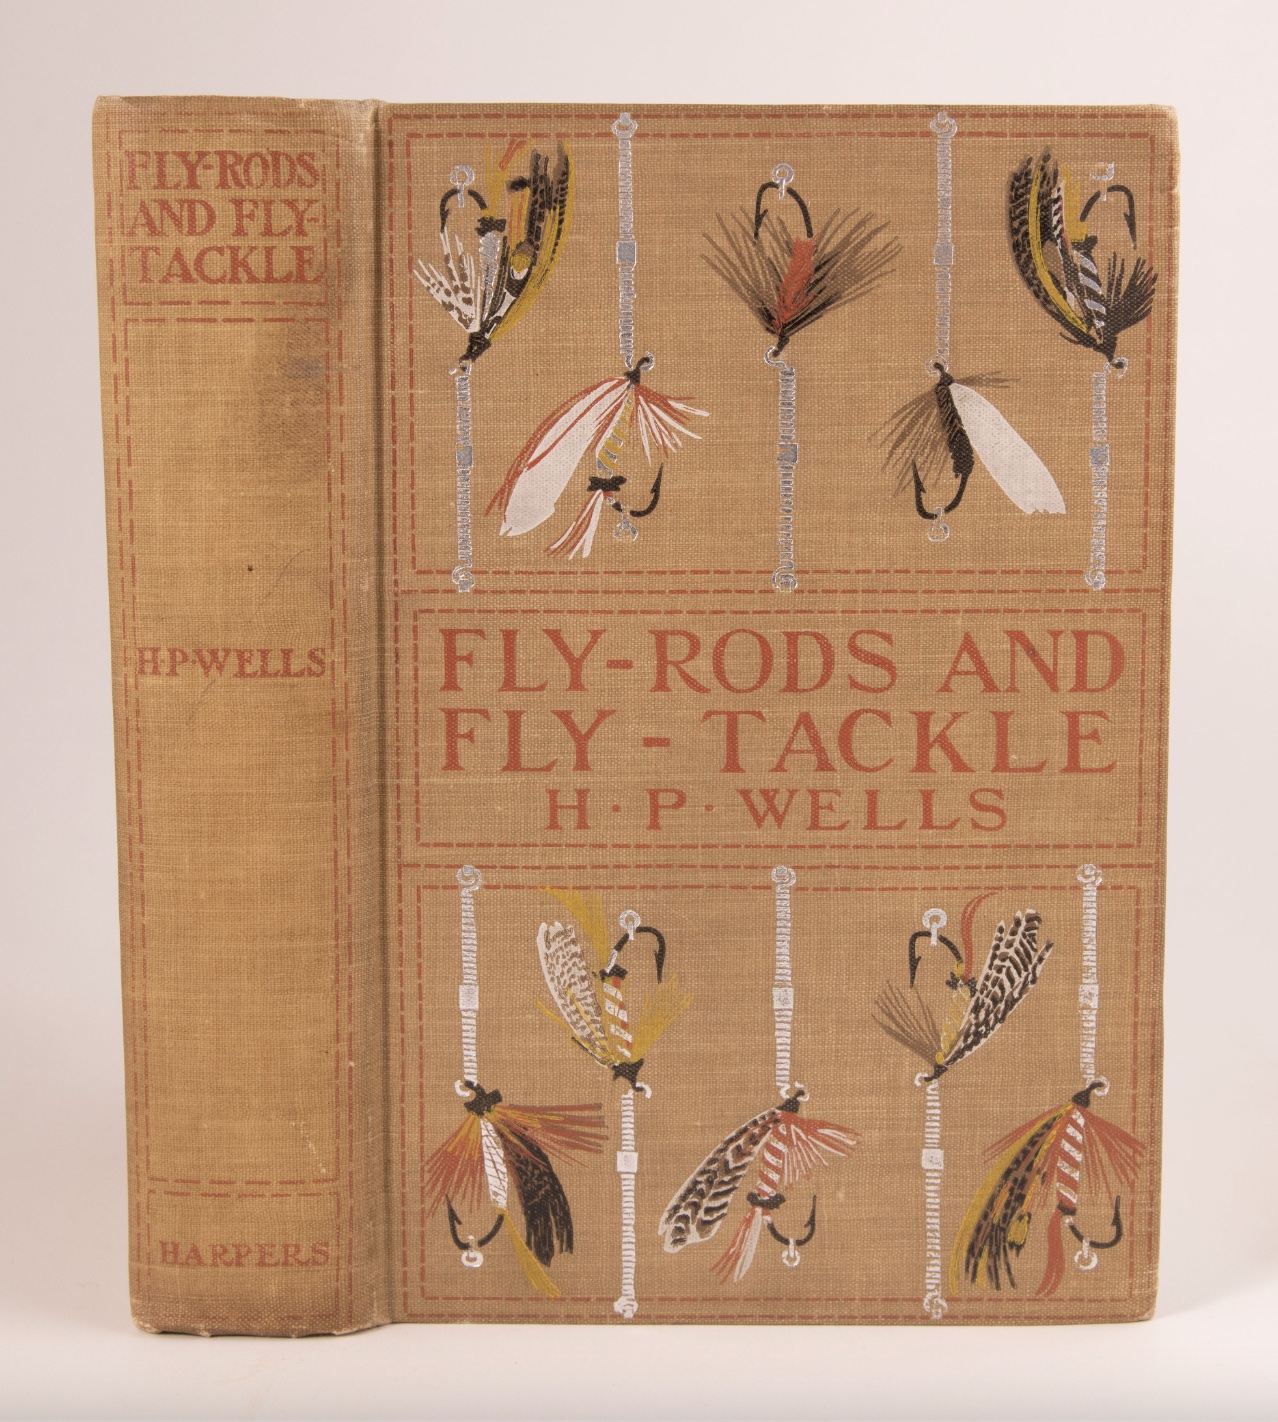 FLY-RODS
AND FLY-
TACKLE
H·P·WELLS
HARPERS
FLY-RODS AND
FLY-TACKLE
H·P·WELLS